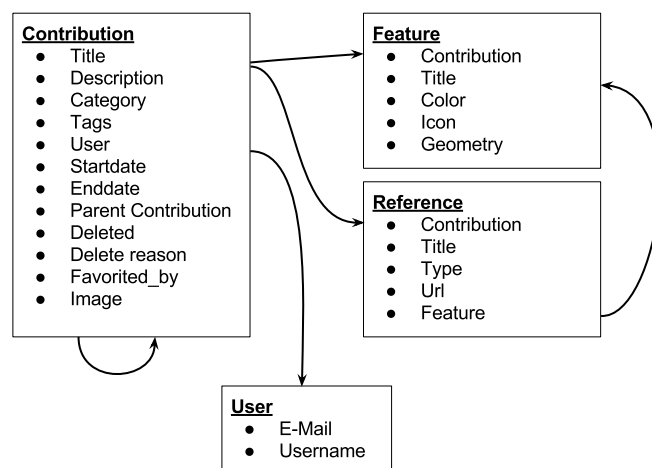 Contribution
● Title
● Description
● Category
● Tags
● User
● Startdate
● Enddate
● Parent Contribution
● Deleted
● Delete reason
● Favorited_by
● Image
Feature
● Contribution
● Title
● Color
● Icon
● Geometry
Reference
● Contribution
● Title
● Type
● Url
● Feature
User
● E-Mail
● Username